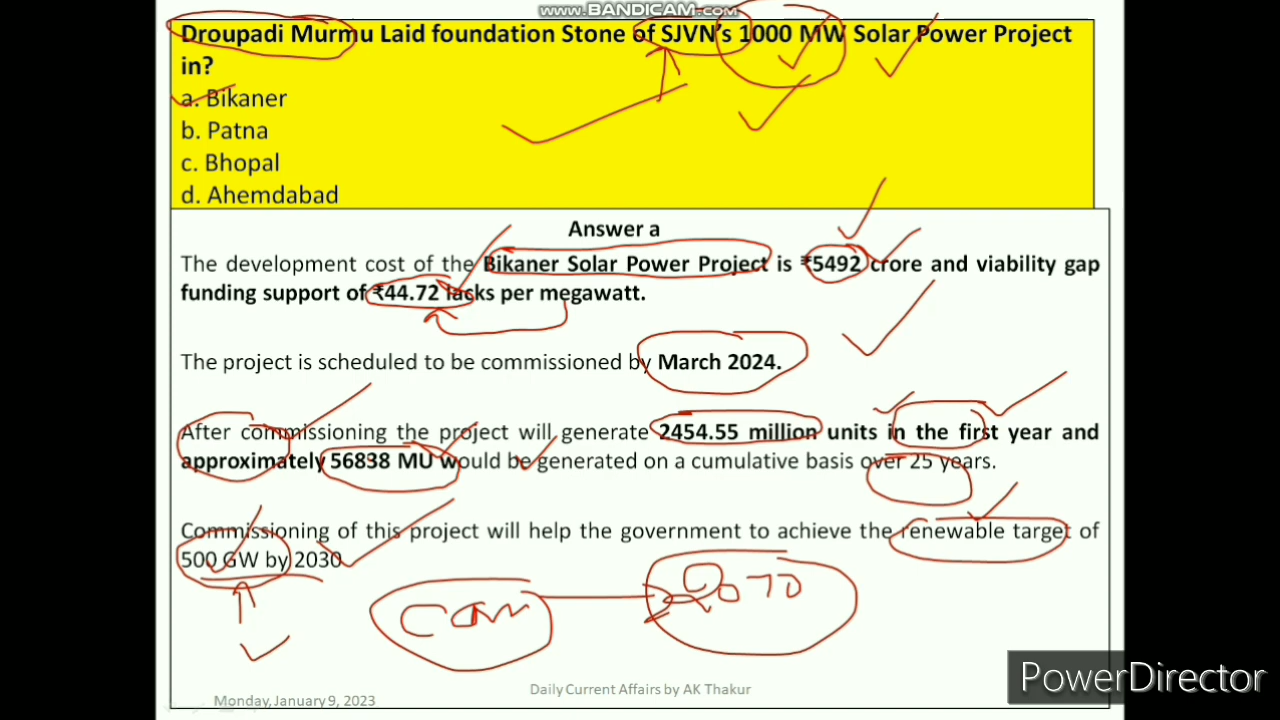 www.BANDICAM.com
Droupadi Murmu Laid foundation Stone of SJVN's 1000 MW Solar Power Project
in?
a. Bikaner
b. Patna
c. Bhopal
d. Ahemdabad
Answer a
The development cost of the Bikaner Solar Power Project is ₹5492 crore and viability gap
funding support of ₹44.72 lacks per megawatt.
The project is scheduled to be commissioned by March 2024.
After commissioning the project will generate 2454.55 million units in the first year and
approximately 56838 MU would be generated on a cumulative basis over 25 years.
Commissioning of this project will help the government to achieve the renewable target of
500 GW by 2030
2070
Monday, January 9, 2023
Daily Current Affairs by AK Thakur
PowerDirector